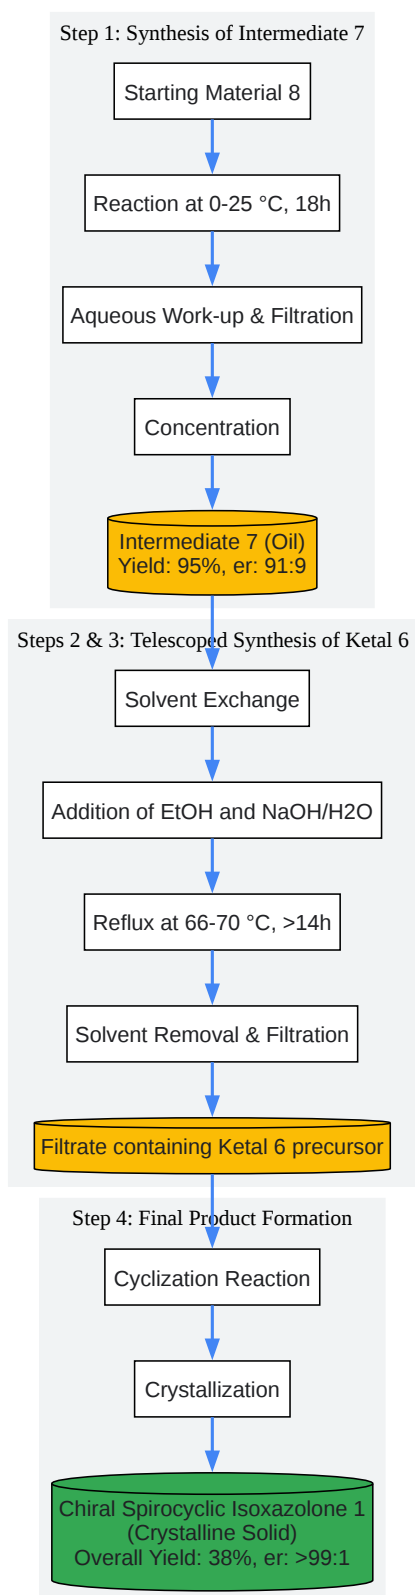 Step 1: Synthesis of Intermediate 7
Starting Material 8
Reaction at 0-25 °C, 18h
Aqueous Work-up & Filtration
Concentration
Intermediate 7 (Oil)
Yield: 95%, er: 91:9
Steps 2 & 3: Telescoped Synthesis of Ketal 6
Solvent Exchange
Addition of EtOH and NaOH/H2O
Reflux at 66-70 °C, >14h
Solvent Removal & Filtration
Filtrate containing Ketal 6 precursor
Step 4: Final Product Formation
Cyclization Reaction
Crystallization
Chiral Spirocyclic Isoxazolone 1
(Crystalline Solid)
Overall Yield: 38%, er: >99:1